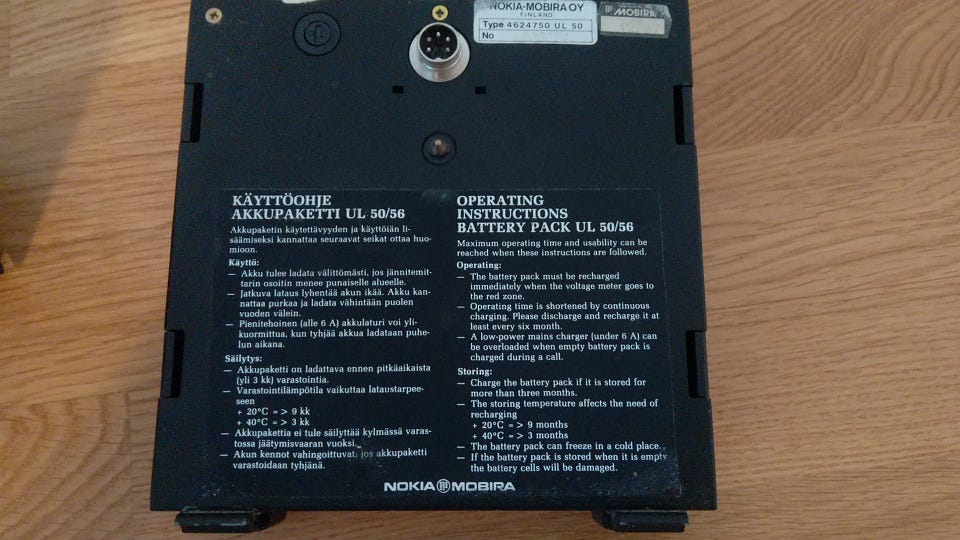 NOKIA-MOBIRA OY
FINLAND
Type 4624750 UL 50
No
MOBIRA
KÄYTTÖOHJE
AKKUPAKETTI UL 50/56
Akkupaketin käytettävyyden ja käyttöiän li-
säämiseksi kannattaa seuraavat seikat ottaa huo-
mioon.
Käyttö:
— Akku tulee ladata välittömästi, jos jännitemit-
tarin osoitin menee punaiselle alueelle.
— Jatkuva lataus lyhentää akun ikää. Akku kan-
nattaa purkaa ja ladata vähintään puolen
vuoden välein.
— Pienitehoinen (alle 6 A) akkulaturi voi yli-
kuormittua, kun tyhjää akkua ladataan puhe-
lun aikana.
Säilytys:
— Akkupaketti on ladattava ennen pitkäaikaista
(yli 3 kk) varastointia.
— Varastointilämpötila vaikuttaa lataustarpee-
seen
+ 20°C = > 9 kk
+ 40°C = > 3 kk
— Akkupakettia ei tule säilyttää kylmässä varas-
tossa jäätymisvaaran vuoksi.
— Akun kennot vahingoittuvat, jos akkupaketti
varastoidaan tyhjänä.
OPERATING
INSTRUCTIONS
BATTERY PACK UL 50/56
Maximum operating time and usability can be
reached when these instructions are followed.
Operating:
— The battery pack must be recharged
immediately when the voltage meter goes to
the red zone.
— Operating time is shortened by continuous
charging. Please discharge and recharge it at
least every six month.
— A low-power mains charger (under 6 A) can
be overloaded when empty battery pack is
charged during a call.
Storing:
— Charge the battery pack if it is stored for
more than three months.
— The storing temperature affects the need of
recharging
+ 20°C = > 9 months
+ 40°C = > 3 months
— The battery pack can freeze in a cold place.
— If the battery pack is stored when it is empty
the battery cells will be damaged.
NOKIA MOBIRA